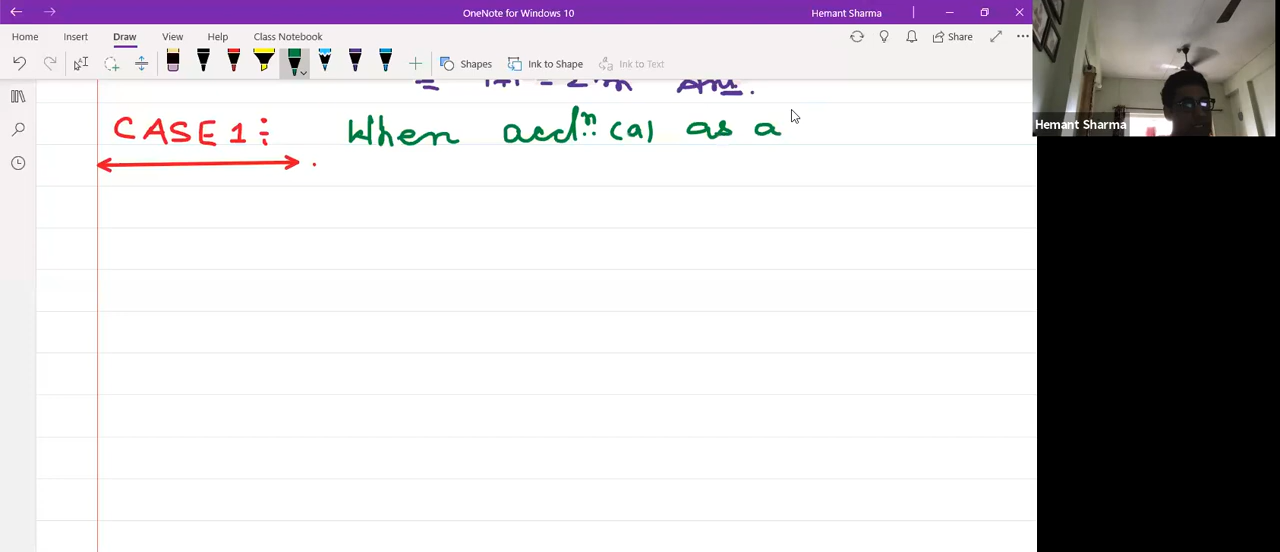 OneNote for Windows 10
Hemant Sharma
Home Insert Draw View Help Class Notebook
Share
Shapes Ink to Shape Ink to Text
Ans.
CASE 1: When accl.n (a) as a
Hemant Sharma